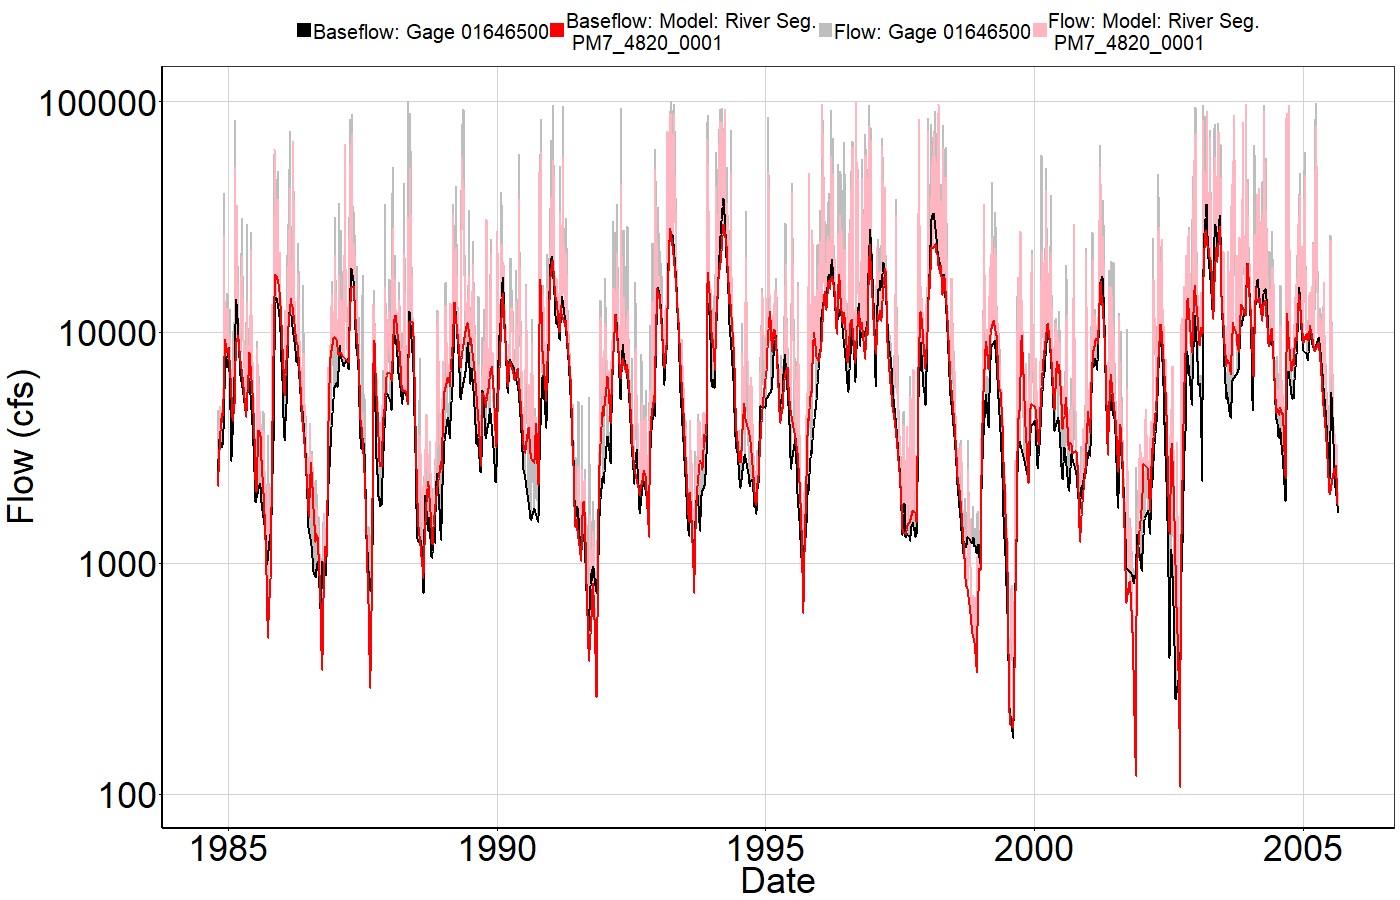 Baseflow: Gage 01646500 Baseflow: Model: River Seg. Flow: Gage 01646500 Flow: Model: River Seg.
PM7_4820_0001 PM7_4820_0001
100000
10000
1000
100
Flow (cfs)
1985 1990 1995 2000 2005
Date